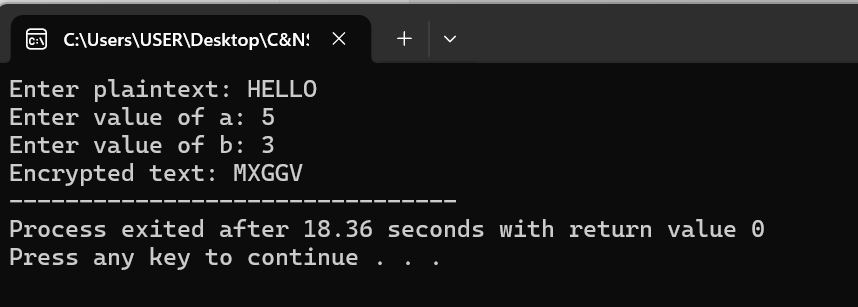 C:\Users\USER\Desktop\C&N
Enter plaintext: HELLO
Enter value of a: 5
Enter value of b: 3
Encrypted text: MXGGV
--------------------------------
Process exited after 18.36 seconds with return value 0
Press any key to continue . . .